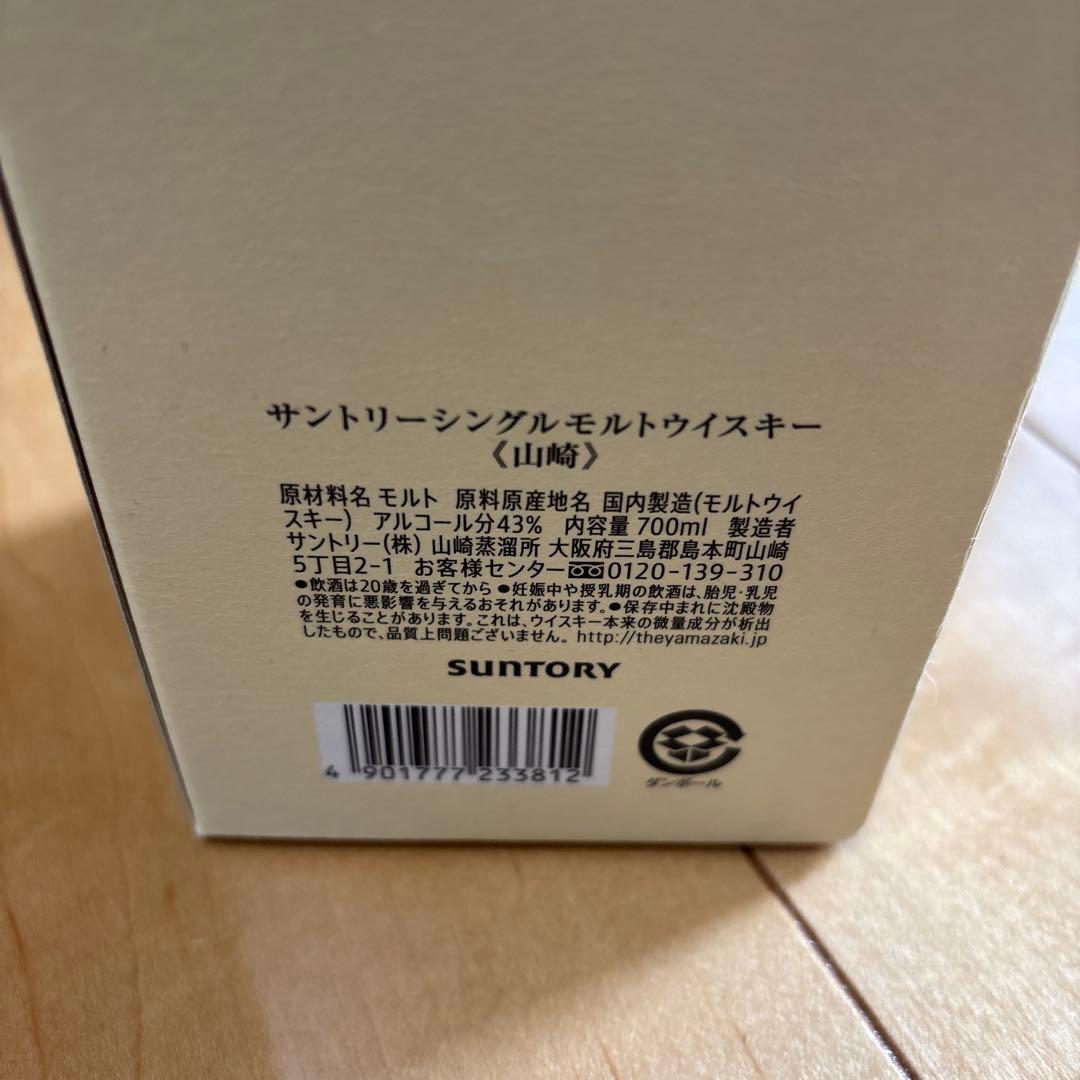 サントリーシングルモルトウイスキー
《山崎》
原材料名 モルト 原料原産地名 国内製造(モルトウイ
スキー) アルコール分43% 内容量 700ml 製造者
サントリー(株) 山崎蒸溜所 大阪府三島郡島本町山崎
5丁目2-1 お客様センター 0120-139-310
●飲酒は20歳を過ぎてから ●妊娠中や授乳期の飲酒は、胎児・乳児
の発育に悪影響を与えるおそれがあります。●保存中まれに沈殿物
を生じることがあります。これは、ウイスキー本来の微量成分が析出
したもので、品質上問題ございません。 http://theyamazaki.jp
SUNTORY
4 901777 233812
ダンボール